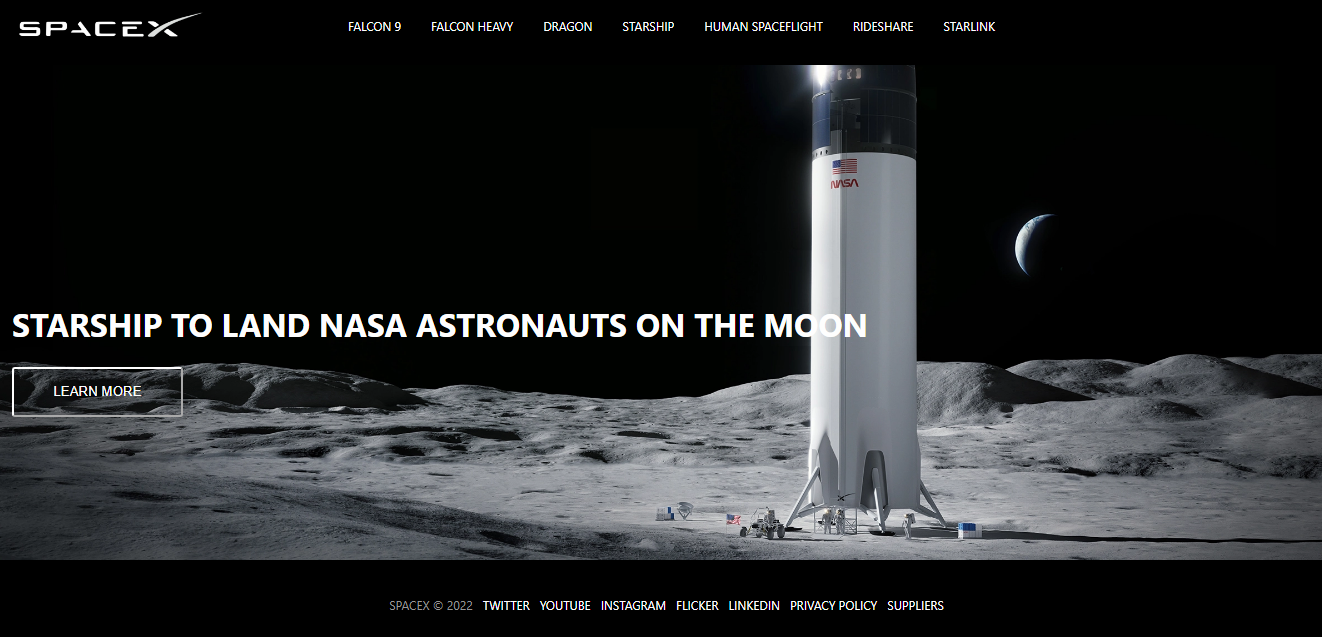 SPACEX FALCON 9 FALCON HEAVY DRAGON STARSHIP HUMAN SPACEFLIGHT RIDESHARE STARLINK
NASA
STARSHIP TO LAND NASA ASTRONAUTS ON THE MOON
LEARN MORE
SPACEX © 2022 TWITTER YOUTUBE INSTAGRAM FLICKER LINKEDIN PRIVACY POLICY SUPPLIERS